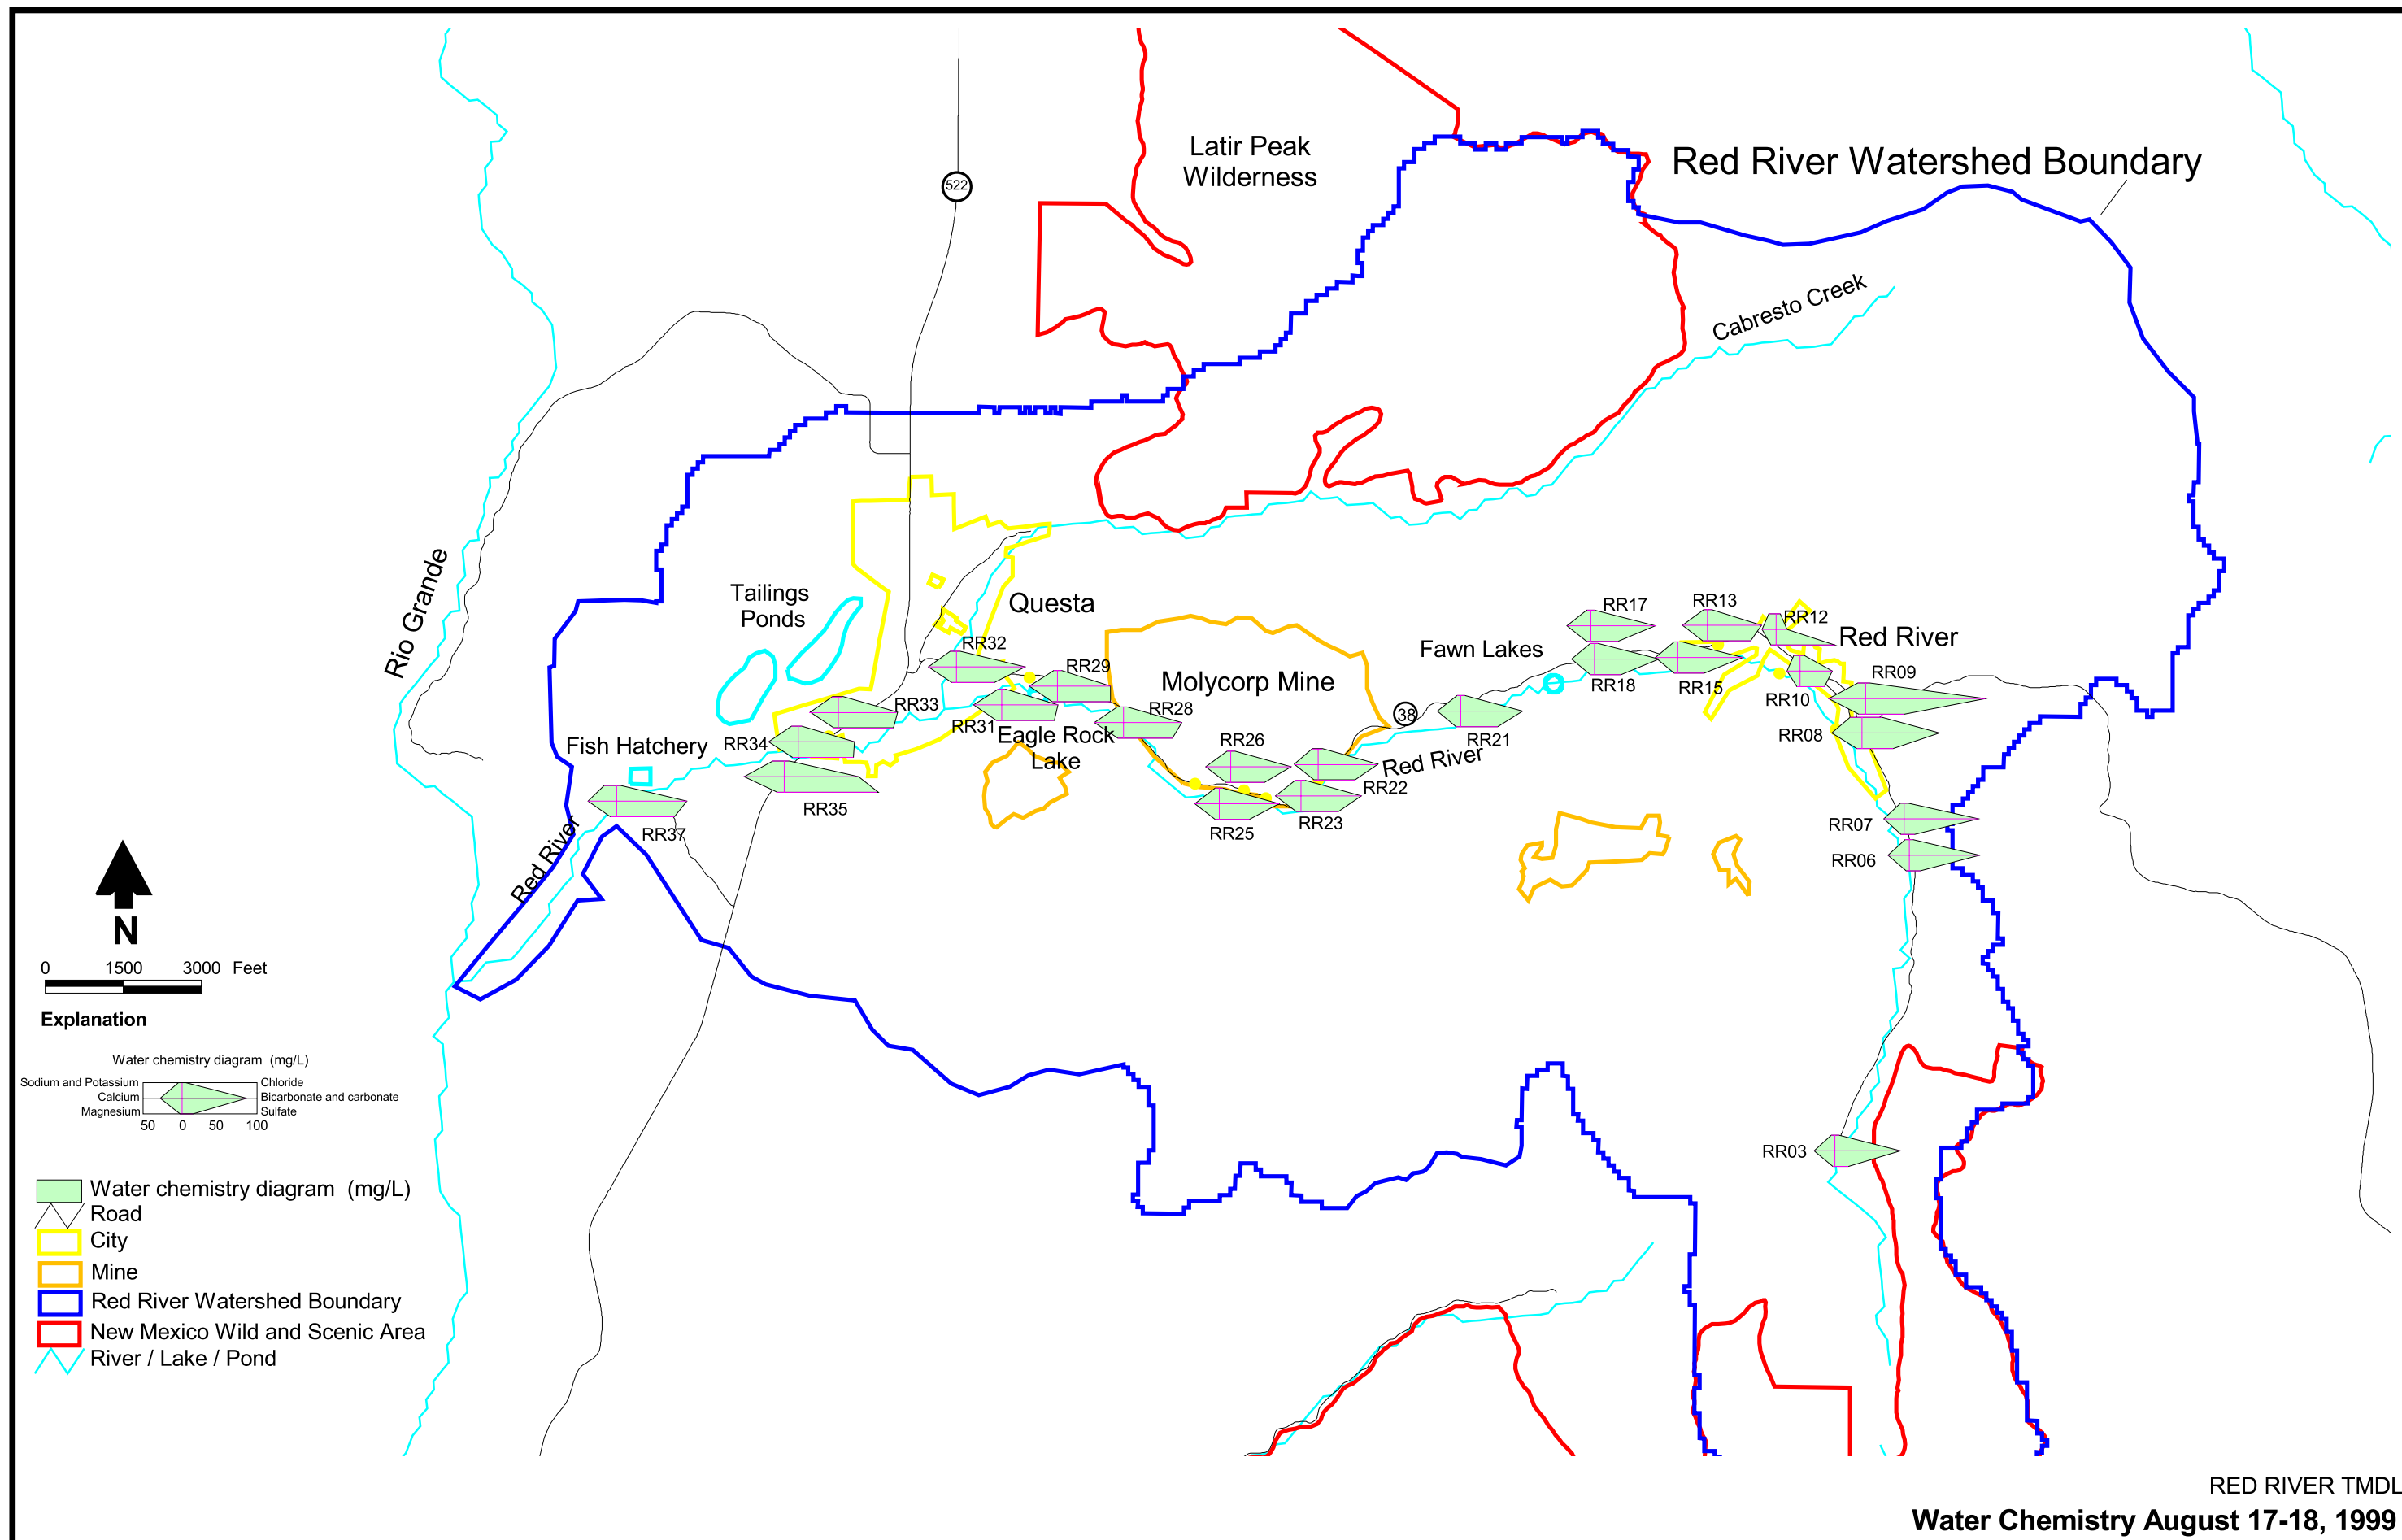 Latir Peak
Wilderness
Red River Watershed Boundary
522
Cabresto Creek
Rio Grande
Tailings
Ponds
Questa
RR32
RR29
Molycorp Mine
Fawn Lakes
RR17
RR13
RR12
Red River
RR18
RR15
RR10
RR09
RR08
RR33
RR31
RR28
38
RR21
Eagle Rock
Lake
Fish Hatchery
RR34
RR26
Red River
RR22
RR35
RR25
RR23
RR07
RR37
RR06
Red River
N
0 1500 3000 Feet
Explanation
Water chemistry diagram (mg/L)
Sodium and Potassium Chloride
Calcium Bicarbonate and carbonate
Magnesium Sulfate
50 0 50 100
RR03
Water chemistry diagram (mg/L)
Road
City
Mine
Red River Watershed Boundary
New Mexico Wild and Scenic Area
River / Lake / Pond
RED RIVER TMDL
Water Chemistry August 17-18, 1999